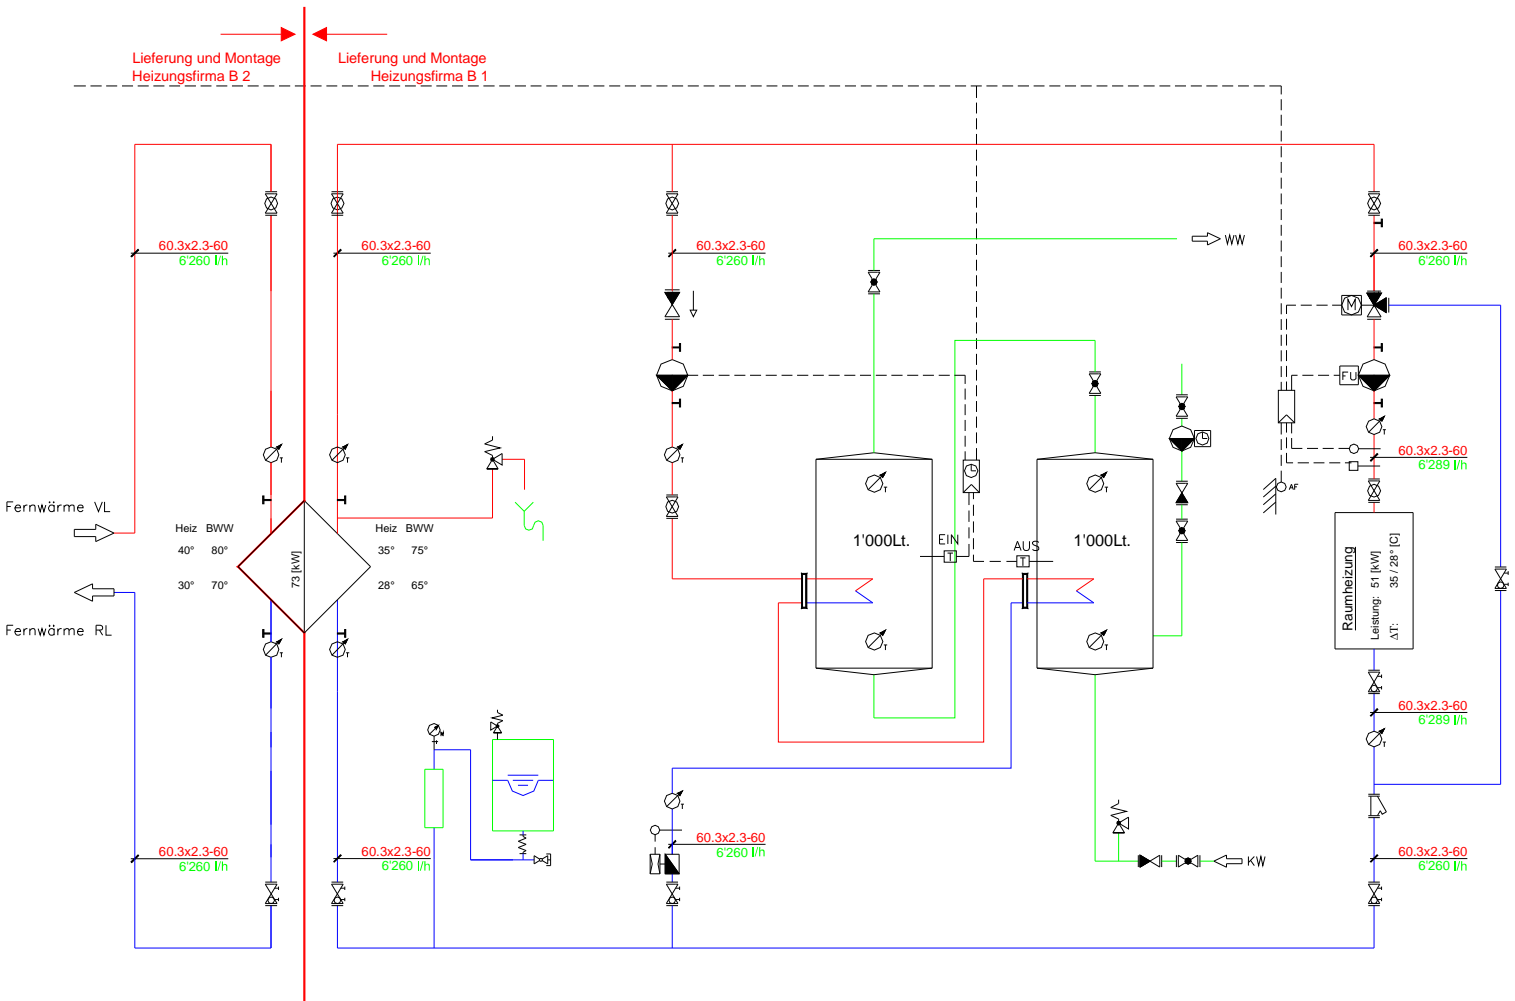 Lieferung und Montage
Heizungsfirma B 2
Lieferung und Montage
Heizungsfirma B 1
60.3x2.3-60
6'260 l/h
60.3x2.3-60
6'260 l/h
60.3x2.3-60
6'260 l/h
WW
60.3x2.3-60
6'260 l/h
M
FU
60.3x2.3-60
6'289 l/h
T
T
T
T
T
T
AF
Fernwärme VL
Heiz BWW
40° 80°
30° 70°
73 [kW]
Heiz BWW
35° 75°
28° 65°
Fernwärme RL
1'000Lt.
EIN
T
AUS
T
1'000Lt.
Raumheizung
Leistung: 51 [kW]
ΔT: 35 / 28° [C]
T
T
T
T
60.3x2.3-60
6'289 l/h
T
T
60.3x2.3-60
6'260 l/h
60.3x2.3-60
6'260 l/h
60.3x2.3-60
6'260 l/h
KW
60.3x2.3-60
6'260 l/h